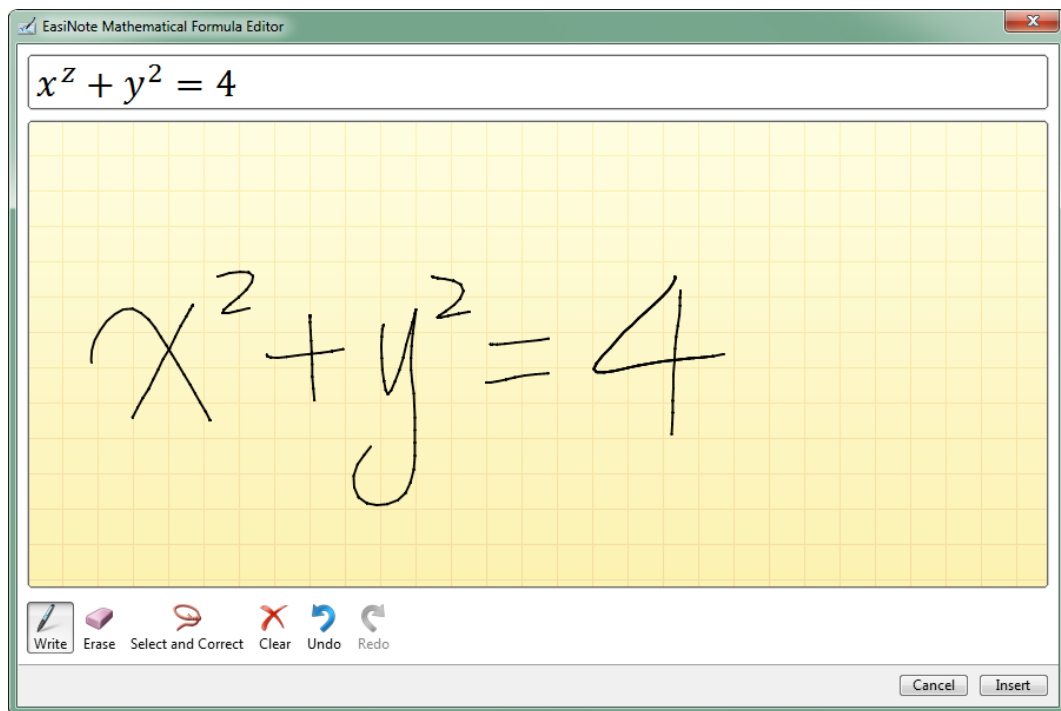 EasiNote Mathematical Formula Editor
x^z + y^2 = 4
x^2 + y^2 = 4
Write Erase Select and Correct Clear Undo Redo
Cancel Insert